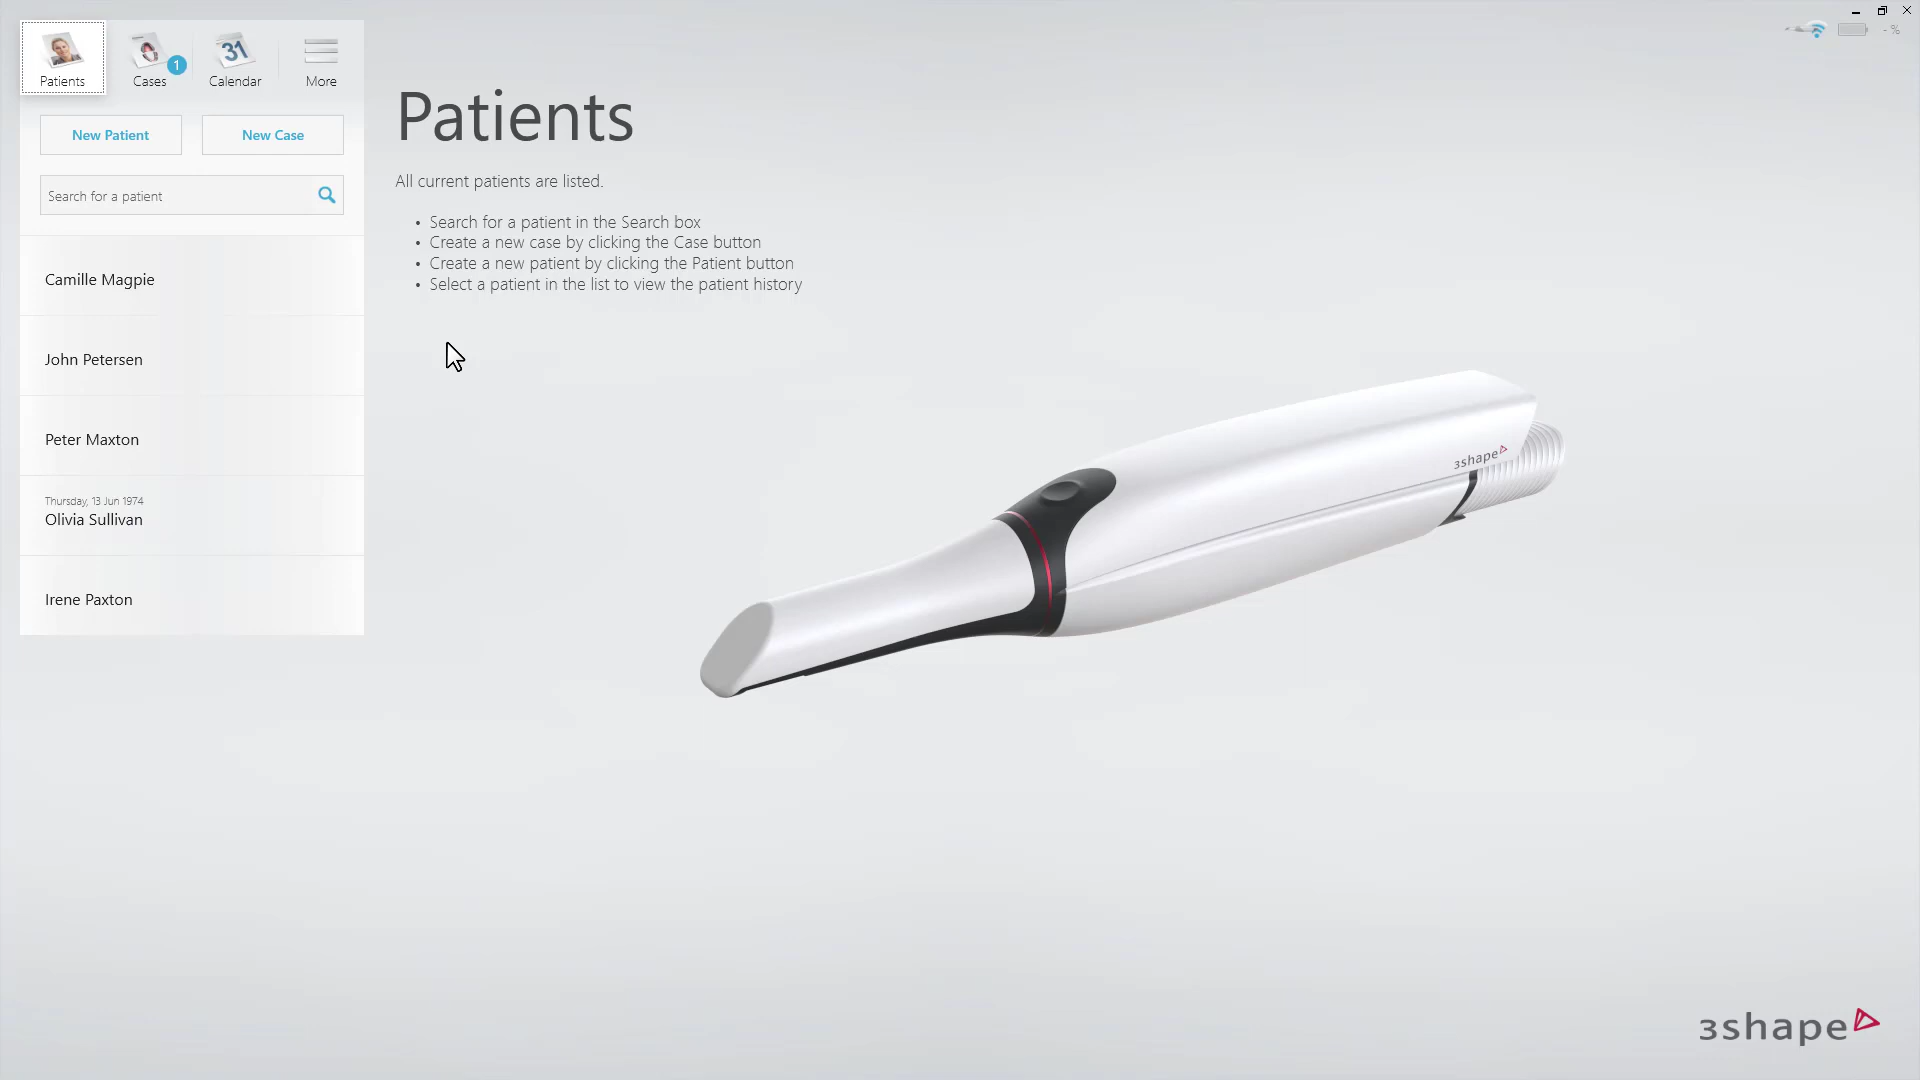 Patients
Cases
1
31
Calendar
More
- %
New Patient
New Case
Search for a patient
Camille Magpie
John Petersen
Peter Maxton
Thursday, 13 Jun 1974
Olivia Sullivan
Irene Paxton
Patients
All current patients are listed.
• Search for a patient in the Search box
• Create a new case by clicking the Case button
• Create a new patient by clicking the Patient button
• Select a patient in the list to view the patient history
3shape
3shape